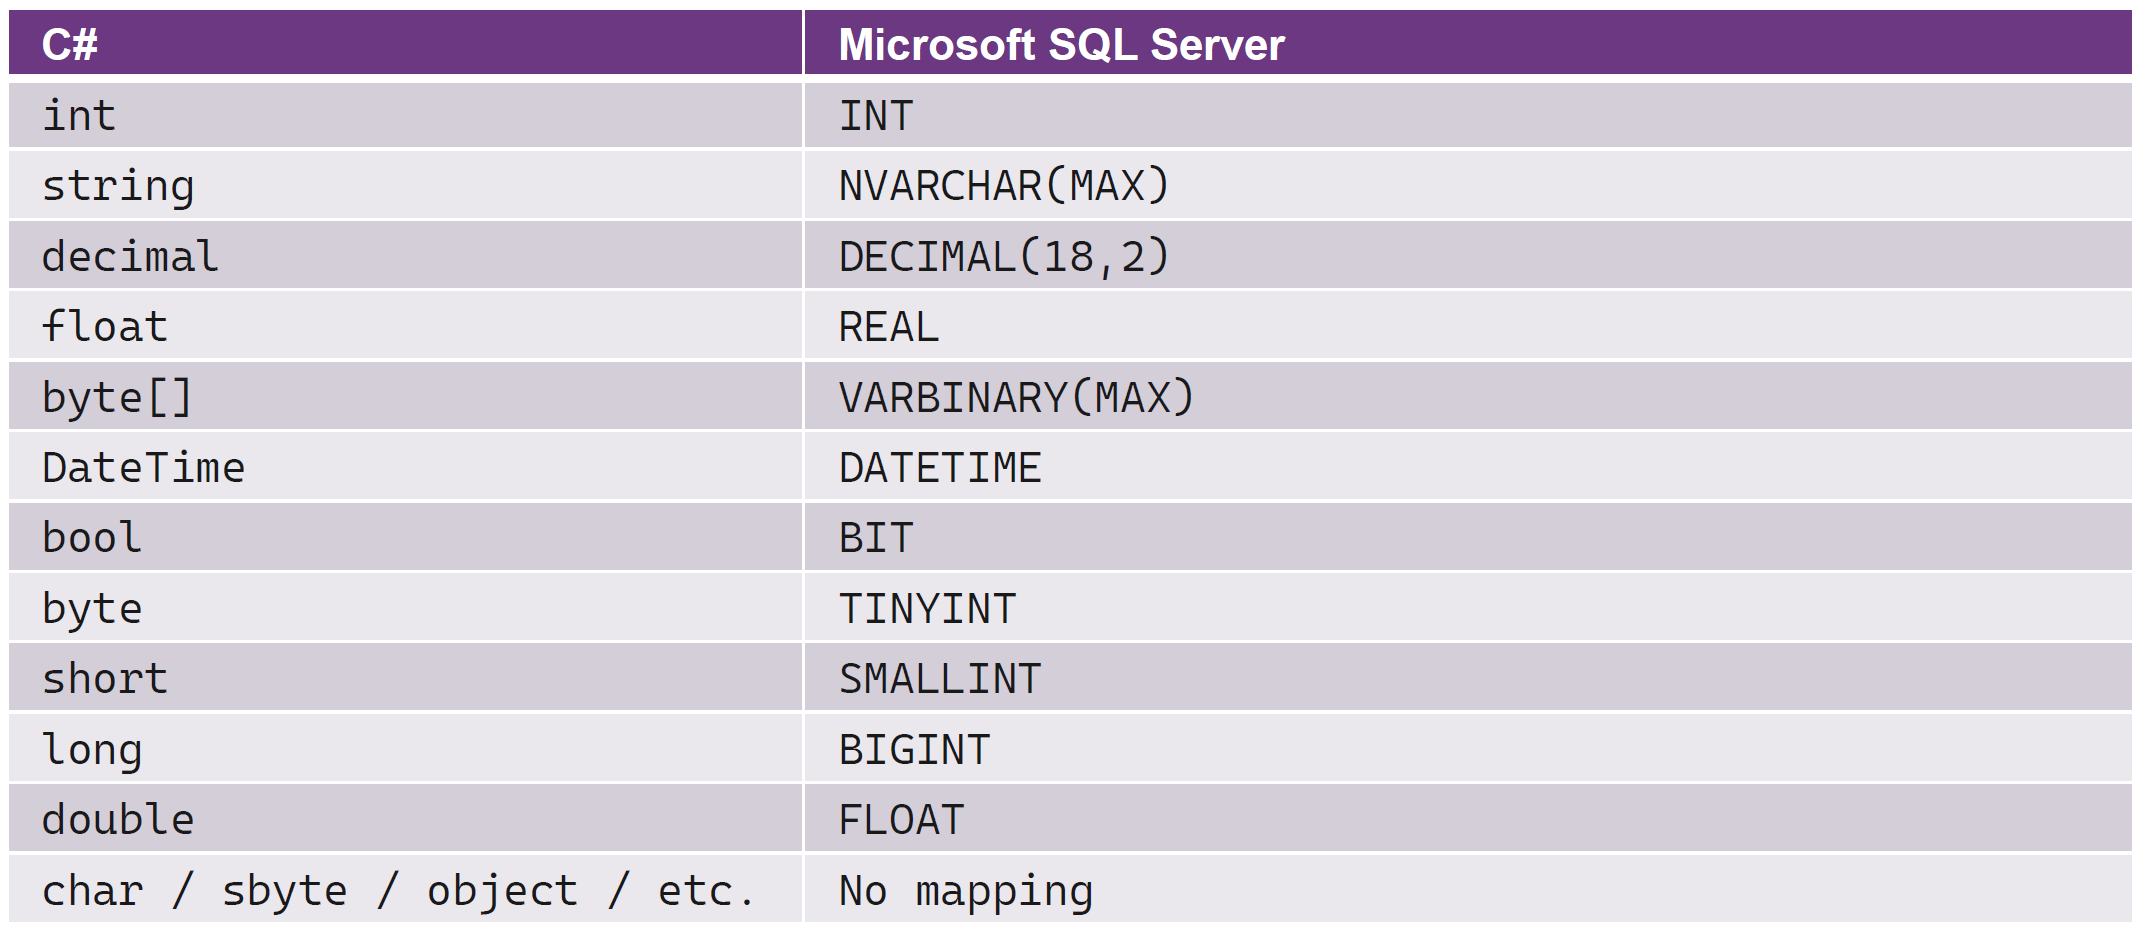 C# Microsoft SQL Server
int INT
string NVARCHAR(MAX)
decimal DECIMAL(18,2)
float REAL
byte[] VARBINARY(MAX)
DateTime DATETIME
bool BIT
byte TINYINT
short SMALLINT
long BIGINT
double FLOAT
char / sbyte / object / etc. No mapping